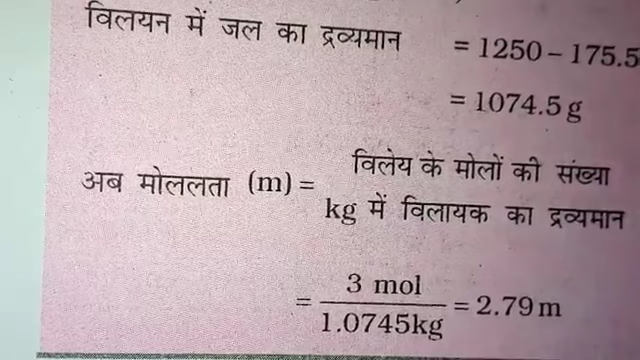 विलयन में जल का द्रव्यमान = 1250 – 175.5
= 1074.5 g
अब मोललता (m) = विलेय के मोलों की संख्या
kg में विलायक का द्रव्यमान
= 3 mol
1.0745kg = 2.79 m